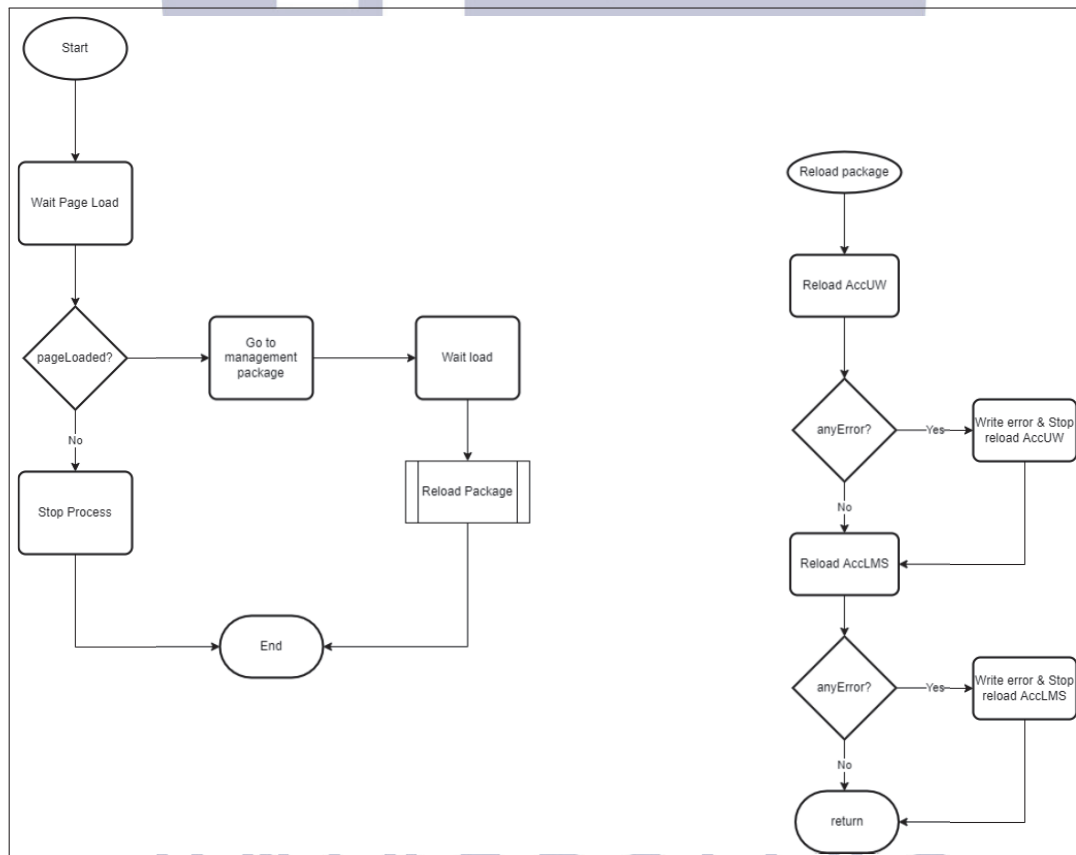 Start
Wait Page Load
pageLoaded?
Go to
management
package
Wait load
No
Stop Process
Reload Package
End
Reload package
Reload AccUW
anyError?
Yes
Write error & Stop
reload AccUW
No
Reload AccLMS
anyError?
Yes
Write error & Stop
reload AccLMS
No
return